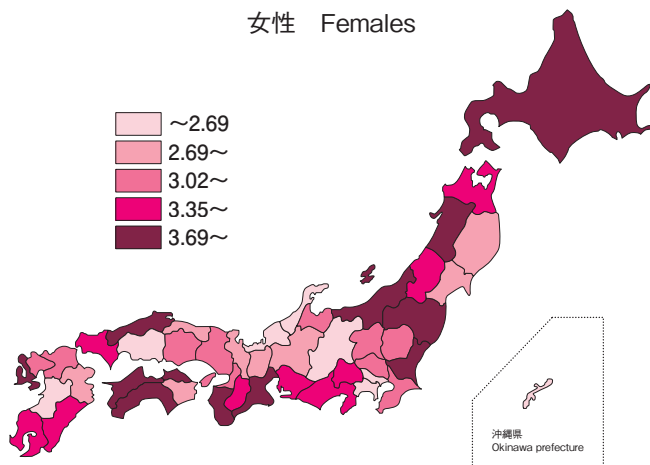 女性　Females
～2.69
2.69～
3.02～
3.35～
3.69～
沖縄県
Okinawa prefecture